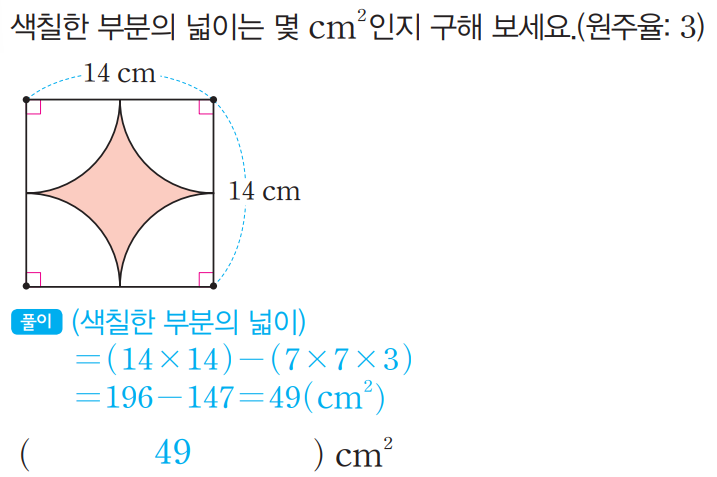 색칠한 부분의 넓이는 몇 cm²인지 구해 보세요.(원주율: 3)
14 cm
14 cm
풀이 (색칠한 부분의 넓이)
=(14×14)-(7×7×3)
=196-147=49(cm²)
( 49 ) cm²